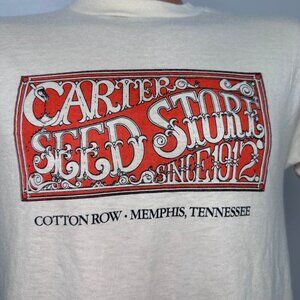 CARTER
SEED STORE
SINCE 1912
COTTON ROW • MEMPHIS, TENNESSEE